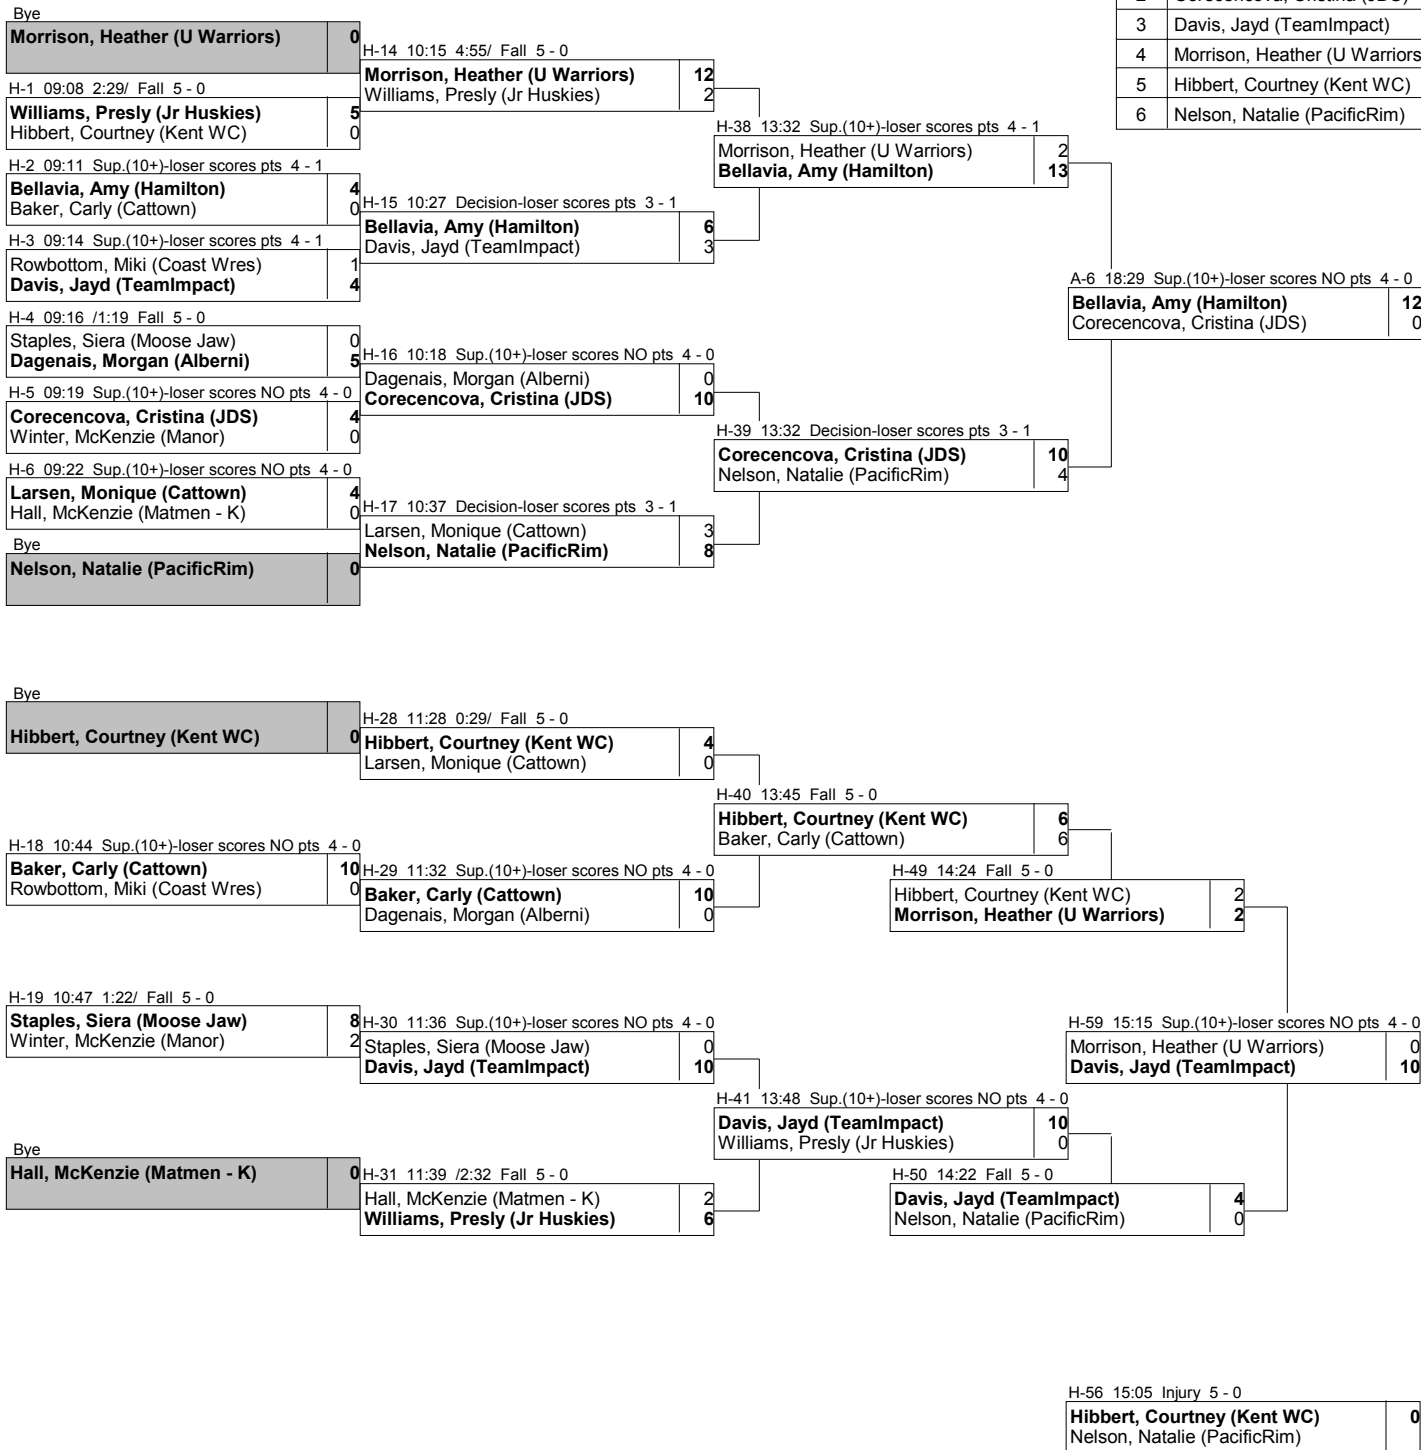 Bye
Morrison, Heather (U Warriors) 0
H-1 09:08 2:29/ Fall 5 - 0
Williams, Presly (Jr Huskies) 5
Hibbert, Courtney (Kent WC) 0
H-2 09:11 Sup.(10+)-loser scores pts 4 - 1
Bellavia, Amy (Hamilton) 4
Baker, Carly (Cattown) 0
H-3 09:14 Sup.(10+)-loser scores pts 4 - 1
Rowbottom, Miki (Coast Wres) 1
Davis, Jayd (TeamImpact) 4
H-4 09:16 /1:19 Fall 5 - 0
Staples, Siera (Moose Jaw) 0
Dagenais, Morgan (Alberni) 5
H-5 09:19 Sup.(10+)-loser scores NO pts 4 - 0
Corecencova, Cristina (JDS) 4
Winter, McKenzie (Manor) 0
H-6 09:22 Sup.(10+)-loser scores NO pts 4 - 0
Larsen, Monique (Cattown) 4
Hall, McKenzie (Matmen - K) 0
Bye
Nelson, Natalie (PacificRim) 0
H-14 10:15 4:55/ Fall 5 - 0
Morrison, Heather (U Warriors) 12
Williams, Presly (Jr Huskies) 2
H-15 10:27 Decision-loser scores pts 3 - 1
Bellavia, Amy (Hamilton) 6
Davis, Jayd (TeamImpact) 3
H-16 10:18 Sup.(10+)-loser scores NO pts 4 - 0
Dagenais, Morgan (Alberni) 0
Corecencova, Cristina (JDS) 10
H-17 10:37 Decision-loser scores pts 3 - 1
Larsen, Monique (Cattown) 3
Nelson, Natalie (PacificRim) 8
H-38 13:32 Sup.(10+)-loser scores pts 4 - 1
Morrison, Heather (U Warriors) 2
Bellavia, Amy (Hamilton) 13
H-39 13:32 Decision-loser scores pts 3 - 1
Corecencova, Cristina (JDS) 10
Nelson, Natalie (PacificRim) 4
3 Davis, Jayd (TeamImpact)
4 Morrison, Heather (U Warriors
5 Hibbert, Courtney (Kent WC)
6 Nelson, Natalie (PacificRim)
A-6 18:29 Sup.(10+)-loser scores NO pts 4 - 0
Bellavia, Amy (Hamilton) 12
Corecencova, Cristina (JDS) 0
Bye
Hibbert, Courtney (Kent WC) 0
H-18 10:44 Sup.(10+)-loser scores NO pts 4 - 0
Baker, Carly (Cattown) 10
Rowbottom, Miki (Coast Wres) 0
H-19 10:47 1:22/ Fall 5 - 0
Staples, Siera (Moose Jaw) 8
Winter, McKenzie (Manor) 2
Bye
Hall, McKenzie (Matmen - K) 0
H-28 11:28 0:29/ Fall 5 - 0
Hibbert, Courtney (Kent WC) 4
Larsen, Monique (Cattown) 0
H-29 11:32 Sup.(10+)-loser scores NO pts 4 - 0
Baker, Carly (Cattown) 10
Dagenais, Morgan (Alberni) 0
H-30 11:36 Sup.(10+)-loser scores NO pts 4 - 0
Staples, Siera (Moose Jaw) 0
Davis, Jayd (TeamImpact) 10
H-31 11:39 /2:32 Fall 5 - 0
Hall, McKenzie (Matmen - K) 2
Williams, Presly (Jr Huskies) 6
H-40 13:45 Fall 5 - 0
Hibbert, Courtney (Kent WC) 6
Baker, Carly (Cattown) 6
H-41 13:48 Sup.(10+)-loser scores NO pts 4 - 0
Davis, Jayd (TeamImpact) 10
Williams, Presly (Jr Huskies) 0
H-49 14:24 Fall 5 - 0
Hibbert, Courtney (Kent WC) 2
Morrison, Heather (U Warriors) 2
H-50 14:22 Fall 5 - 0
Davis, Jayd (TeamImpact) 4
Nelson, Natalie (PacificRim) 0
H-59 15:15 Sup.(10+)-loser scores NO pts 4 - 0
Morrison, Heather (U Warriors) 0
Davis, Jayd (TeamImpact) 10
H-56 15:05 Injury 5 - 0
Hibbert, Courtney (Kent WC) 0
Nelson, Natalie (PacificRim)